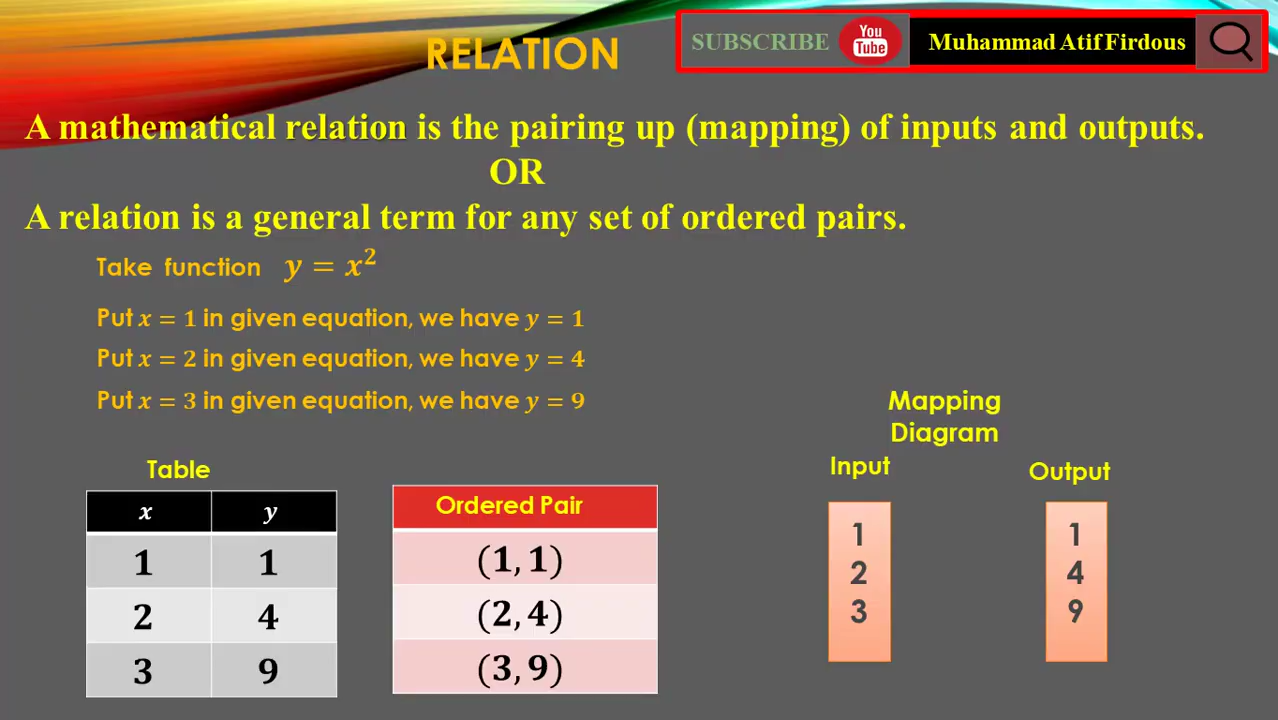 RELATION
SUBSCRIBE You Tube Muhammad Atif Firdous
A mathematical relation is the pairing up (mapping) of inputs and outputs.
OR
A relation is a general term for any set of ordered pairs.
Take function y = x²
Put x = 1 in given equation, we have y = 1
Put x = 2 in given equation, we have y = 4
Put x = 3 in given equation, we have y = 9
Table
x y
1 1
2 4
3 9
Ordered Pair
(1, 1)
(2, 4)
(3, 9)
Mapping
Diagram
Input Output
1 1
2 4
3 9